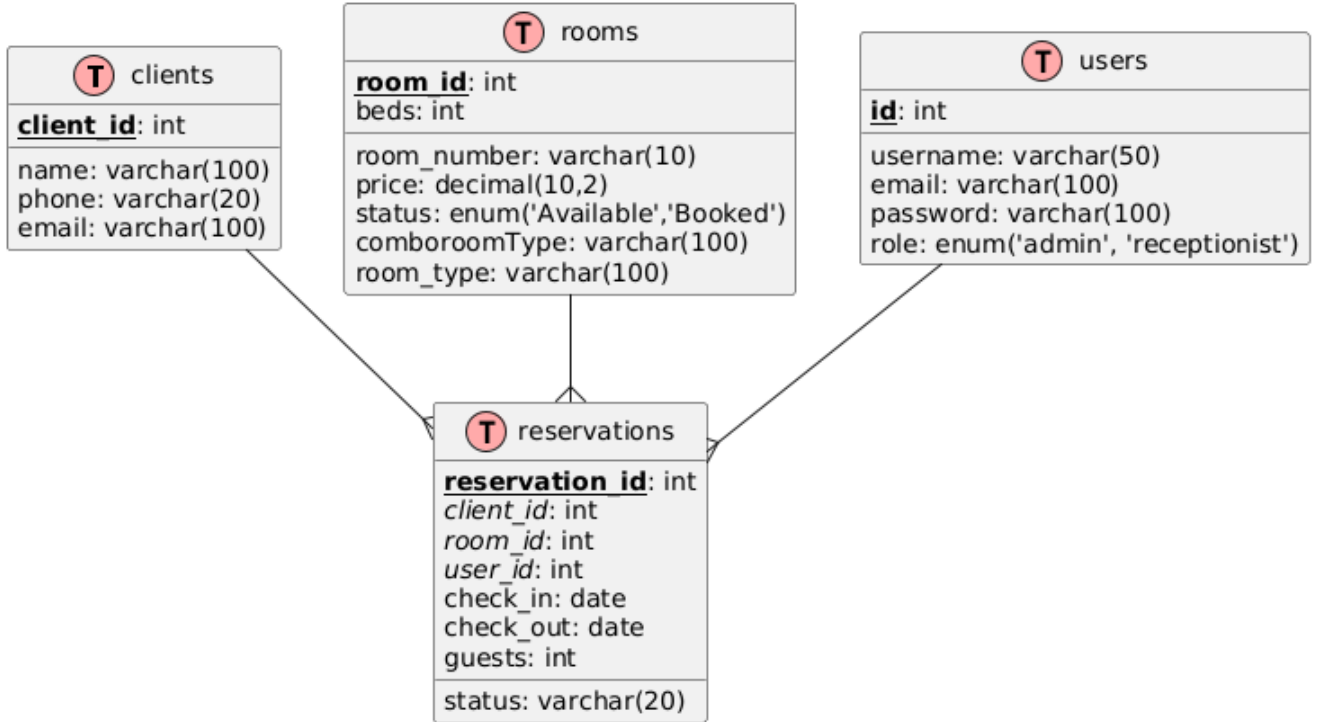 T clients
client_id: int
name: varchar(100)
phone: varchar(20)
email: varchar(100)
T rooms
room_id: int
beds: int
room_number: varchar(10)
price: decimal(10,2)
status: enum('Available','Booked')
comboroomType: varchar(100)
room_type: varchar(100)
T users
id: int
username: varchar(50)
email: varchar(100)
password: varchar(100)
role: enum('admin', 'receptionist')
T reservations
reservation_id: int
client_id: int
room_id: int
user_id: int
check_in: date
check_out: date
guests: int
status: varchar(20)